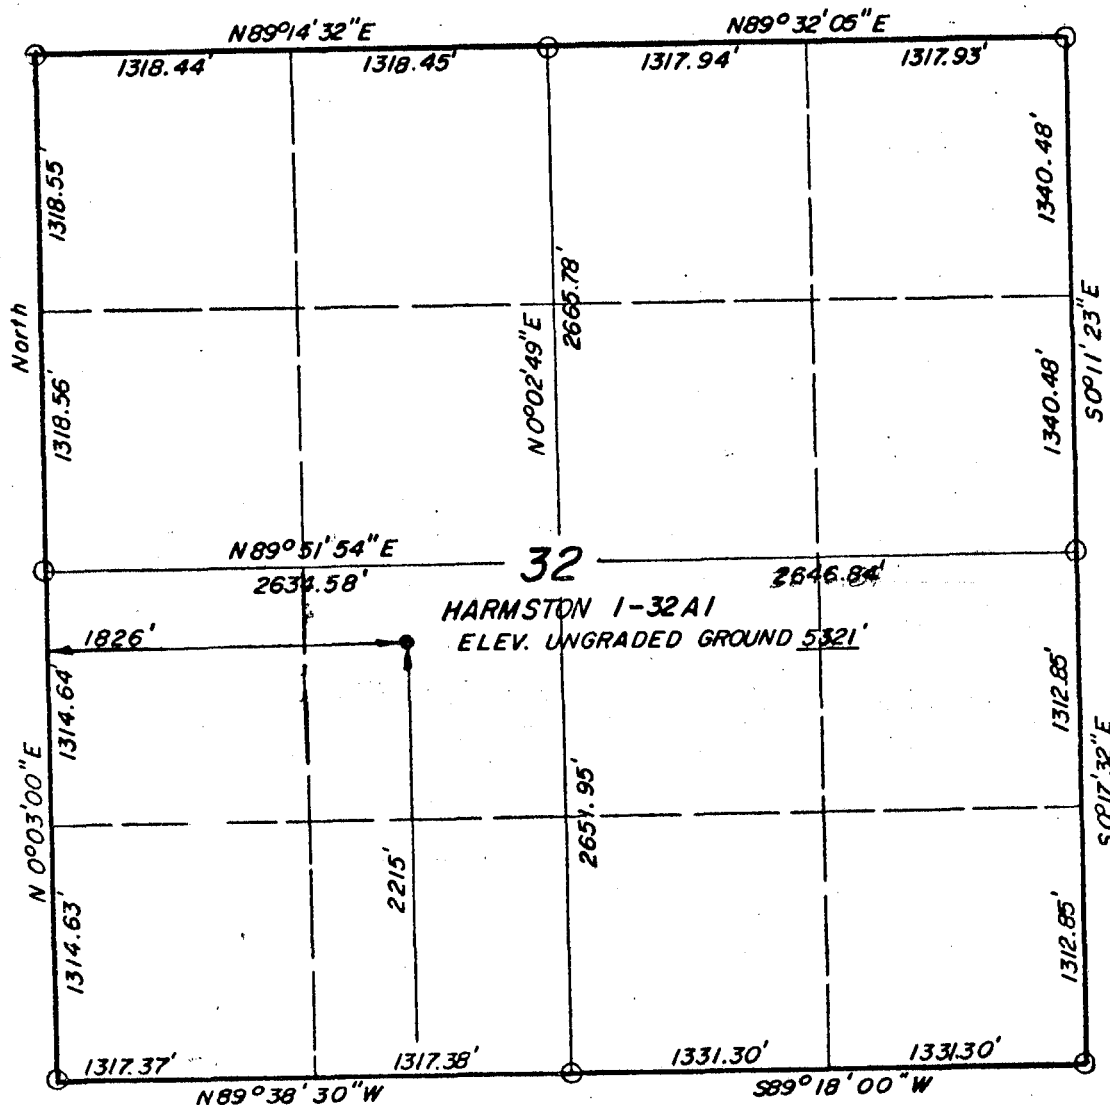 N89°14'32"E
N89°32'05"E
1318.44'
1318.45'
1317.94'
1317.93'
1318.55'
1340.48'
North
2665.78'
N0°02'49"E
S0°11'23"E
1318.56'
1340.48'
N89°51'54"E
32
2634.58'
2646.84'
HARMSTON 1-32A1
1826'
ELEV. UNGRADED GROUND 5321'
1314.64'
1312.85'
N 0°03'00"E
S0°17'32"E
2651.95'
2215'
1314.63'
1312.85'
1317.37'
1317.38'
1331.30'
1331.30'
N89°38'30"W
S89°18'00"W